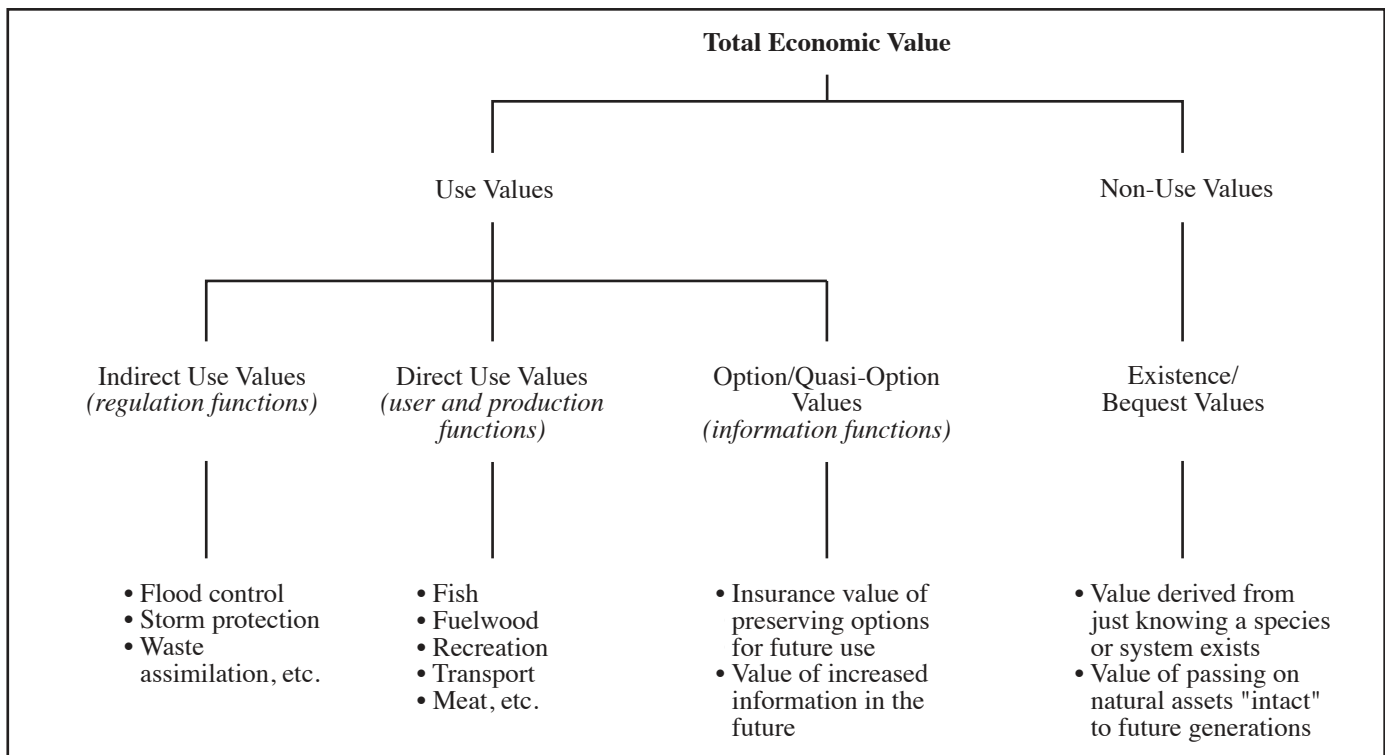 Total Economic Value
Use Values
Non-Use Values
Indirect Use Values
(regulation functions)
Direct Use Values
(user and production
functions)
Option/Quasi-Option
Values
(information functions)
Existence/
Bequest Values
• Flood control
• Storm protection
• Waste
assimilation, etc.
• Fish
• Fuelwood
• Recreation
• Transport
• Meat, etc.
• Insurance value of
preserving options
for future use
• Value of increased
information in the
future
• Value derived from
just knowing a species
or system exists
• Value of passing on
natural assets "intact"
to future generations